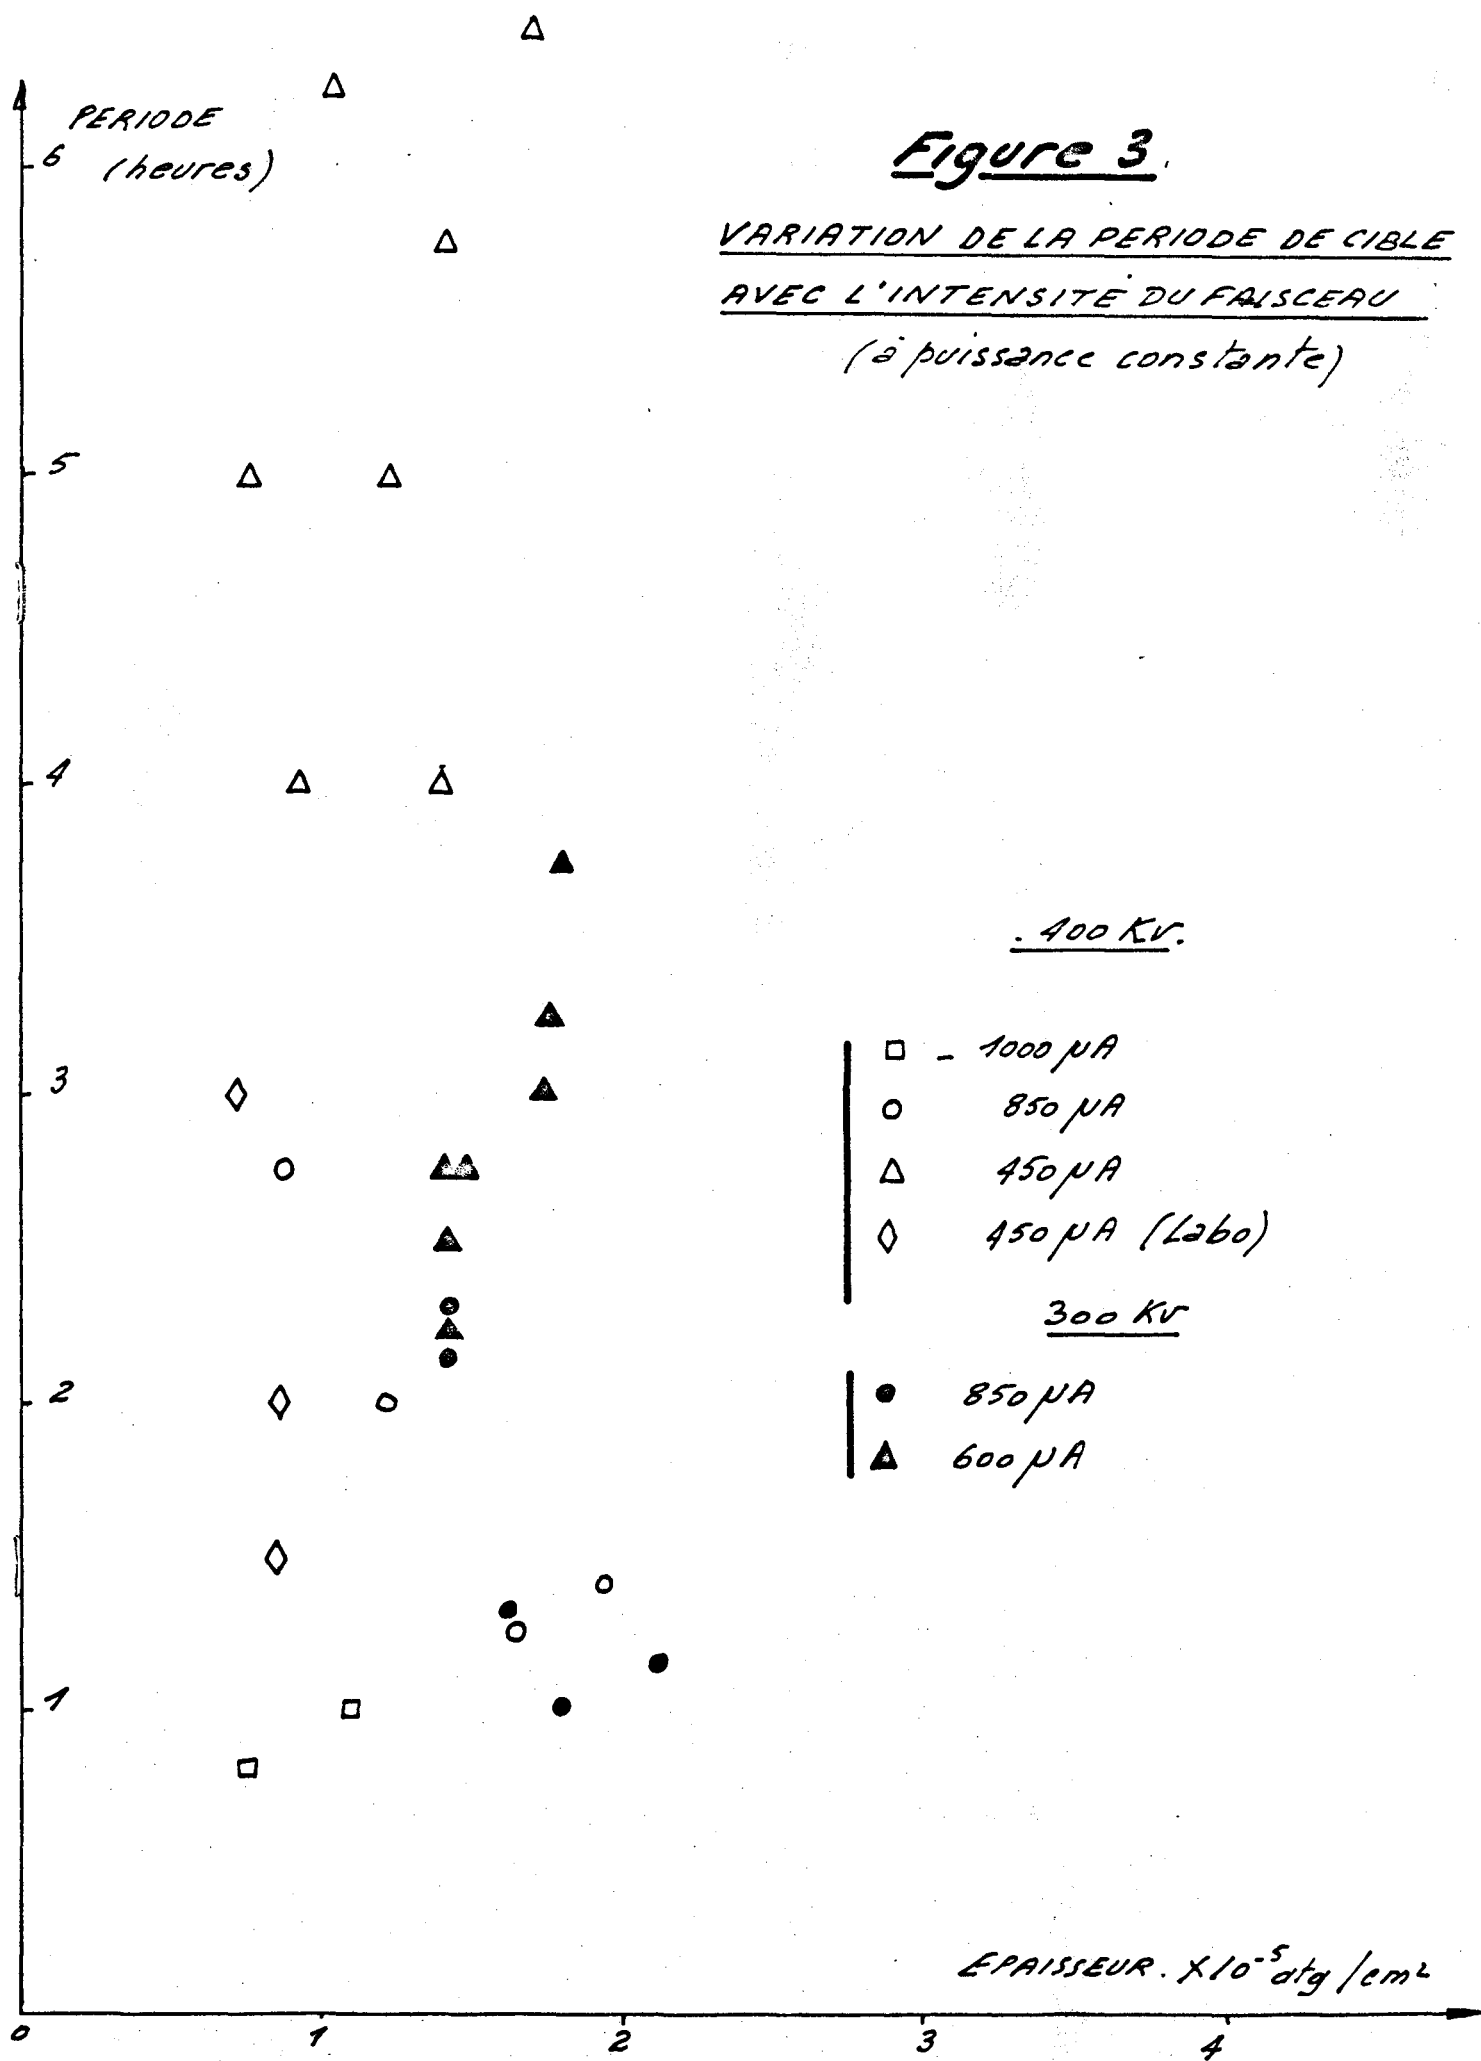 PERIODE
(heures)
Figure 3.
VARIATION DE LA PERIODE DE CIBLE
AVEC L'INTENSITE DU FAISCEAU
(à puissance constante)
6
5
4
3
2
1
. 400 Kv.
- 1000 µA
850 µA
450 µA
450 µA (Labo)
300 Kv
850 µA
600 µA
EPAISSEUR. X10⁻⁵ atg/cm²
0 1 2 3 4